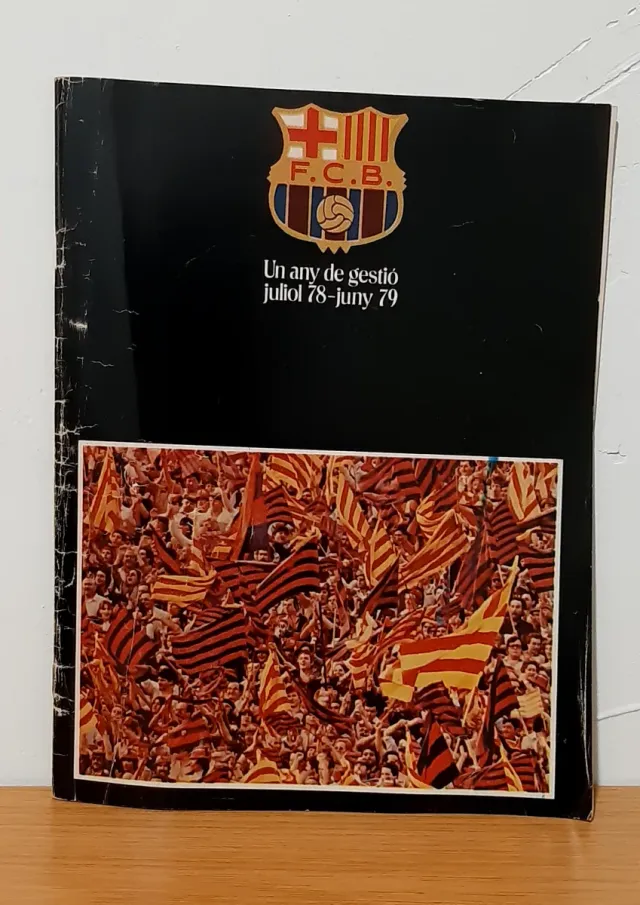 F.C.B.
Un any de gestió
juliol 78-juny 79